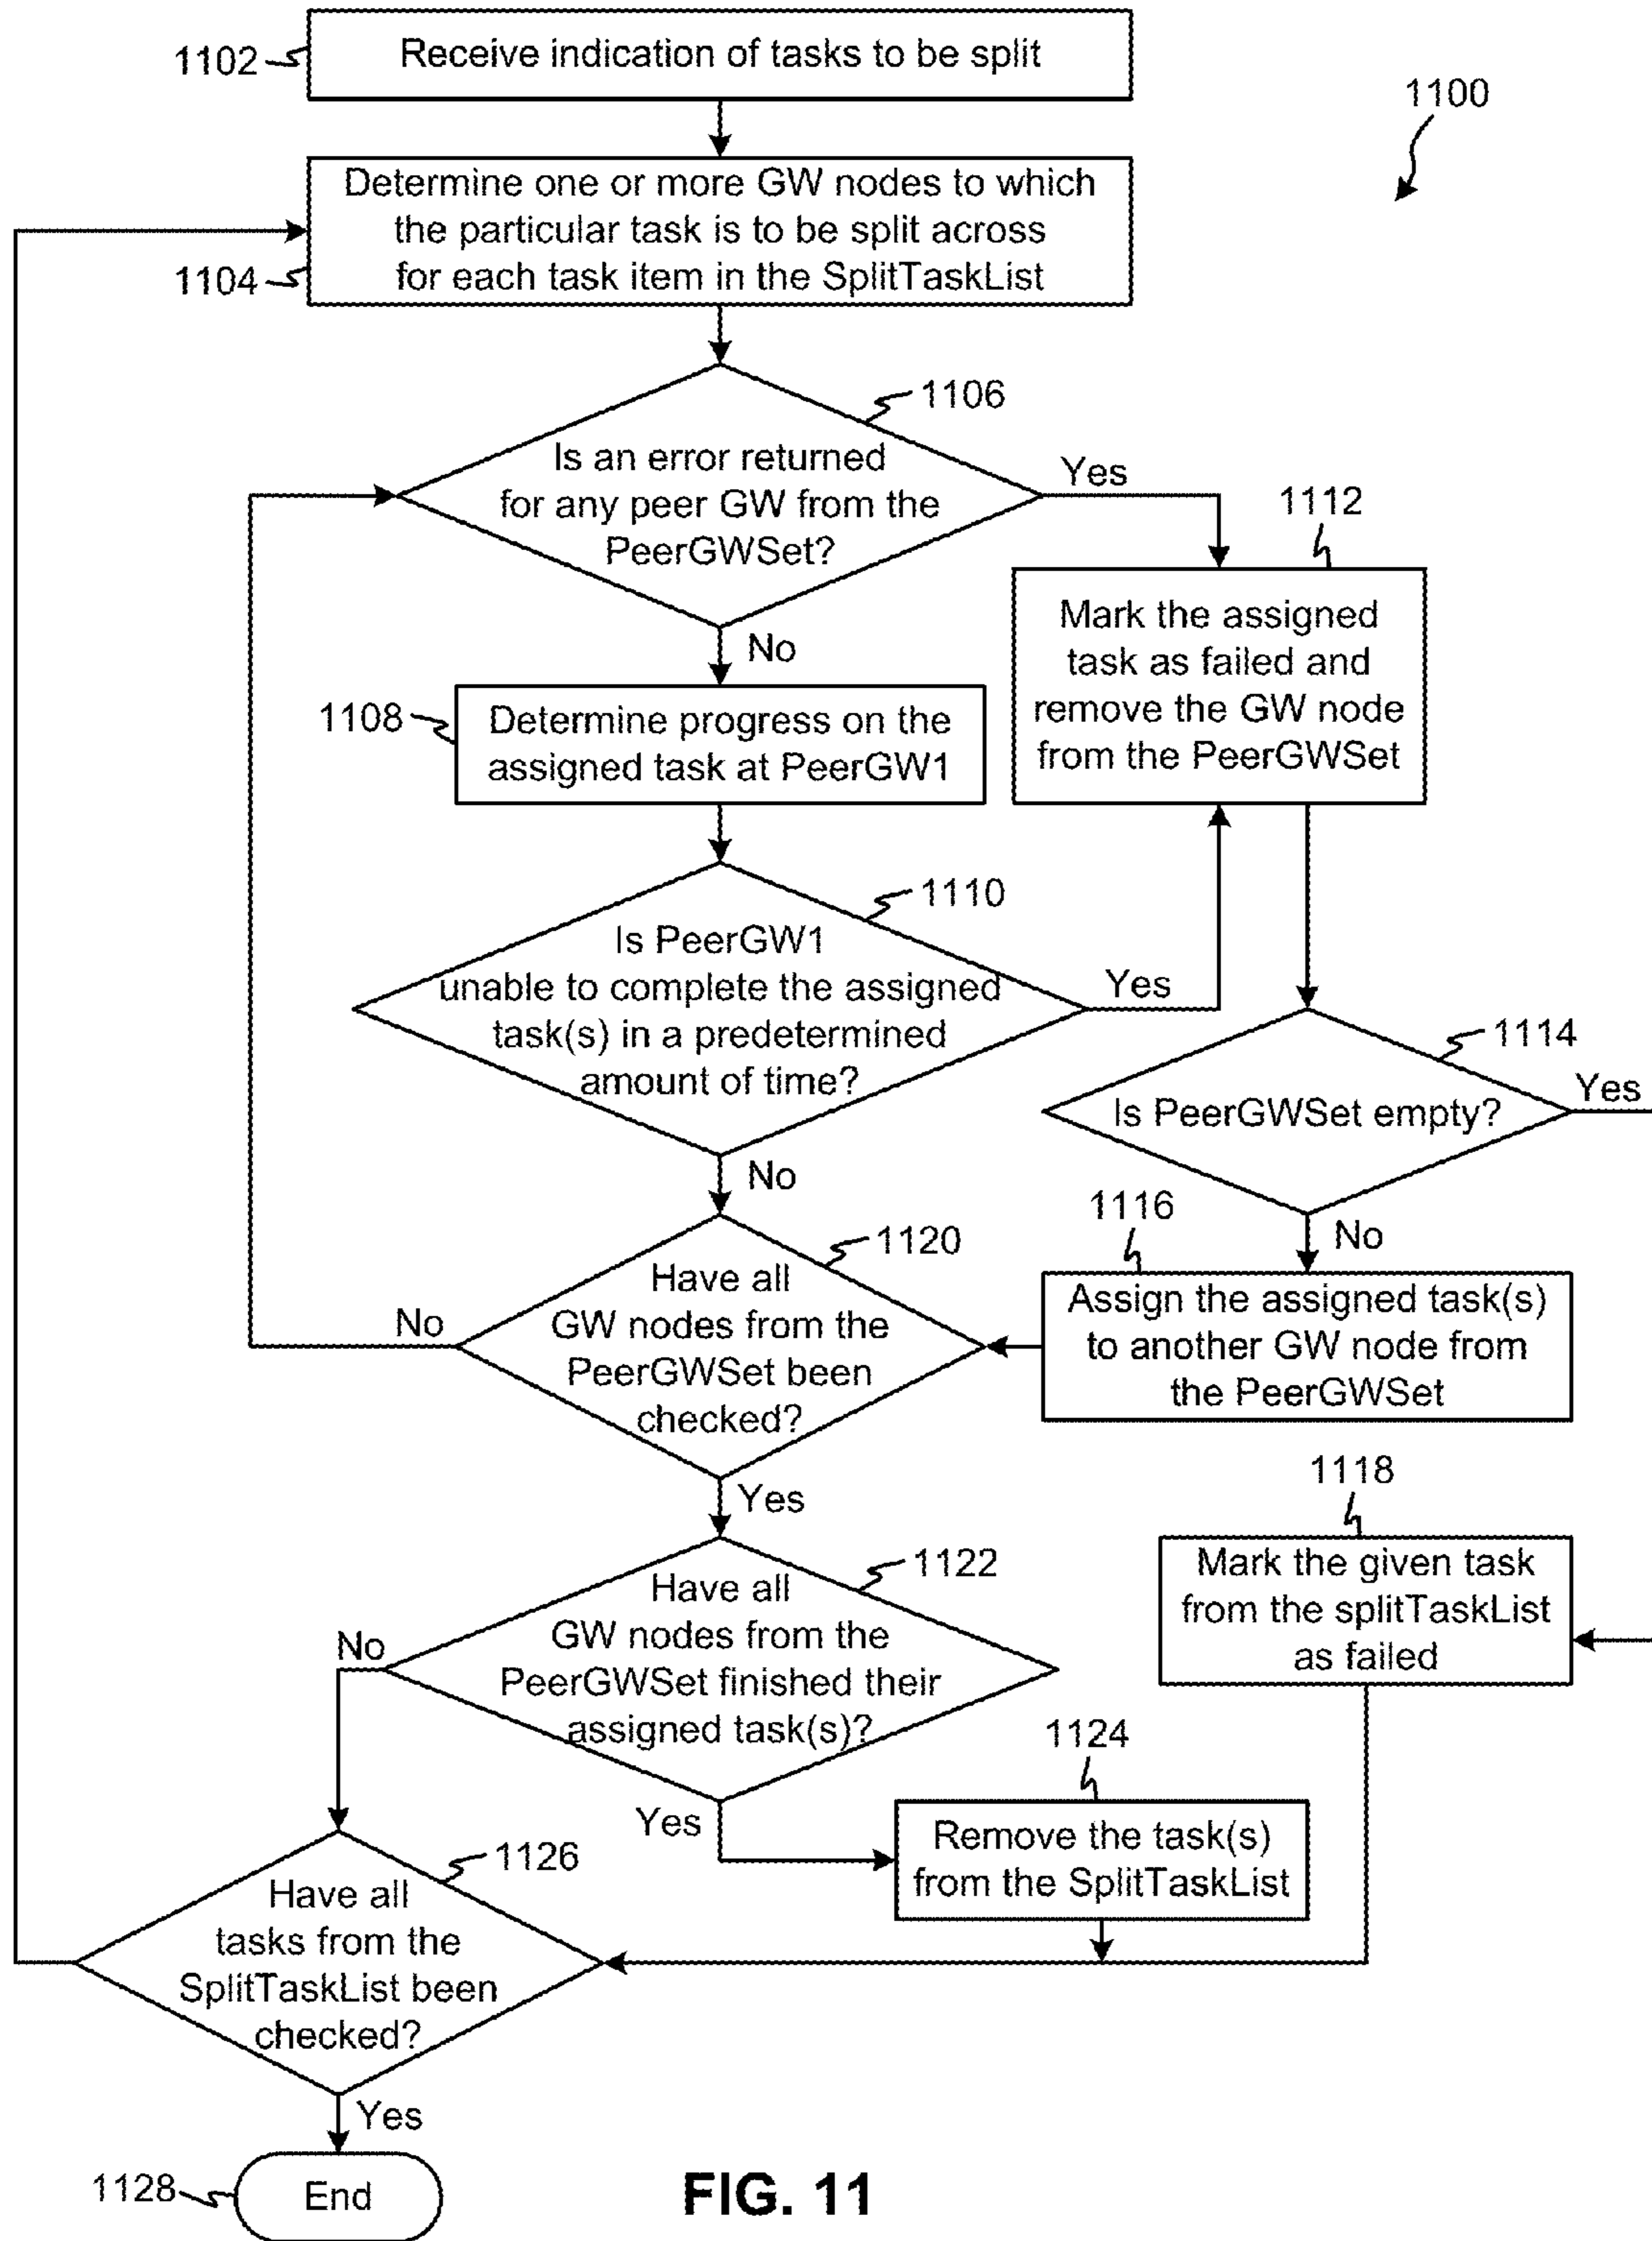 1102
Receive indication of tasks to be split
1100
Determine one or more GW nodes to which
the particular task is to be split across
for each task item in the SplitTaskList
1104
1106
Is an error returned
for any peer GW from the
PeerGWSet?
Yes
No
1112
Mark the assigned
task as failed and
remove the GW node
from the PeerGWSet
1108
Determine progress on the
assigned task at PeerGW1
1110
Is PeerGW1
unable to complete the assigned
task(s) in a predetermined
amount of time?
Yes
No
1114
Is PeerGWSet empty?
Yes
No
1116
Assign the assigned task(s)
to another GW node from
the PeerGWSet
1120
Have all
GW nodes from the
PeerGWSet been
checked?
No
Yes
1118
Mark the given task
from the splitTaskList
as failed
1122
Have all
GW nodes from the
PeerGWSet finished their
assigned task(s)?
No
Yes
1124
Remove the task(s)
from the SplitTaskList
1126
Have all
tasks from the
SplitTaskList been
checked?
Yes
1128
End
FIG. 11